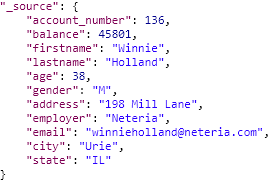 "_source": {
"account_number": 136,
"balance": 45801,
"firstname": "Winnie",
"lastname": "Holland",
"age": 38,
"gender": "M",
"address": "198 Mill Lane",
"employer": "Neteria",
"email": "winnieholland@neteria.com",
"city": "Urie",
"state": "IL"
}